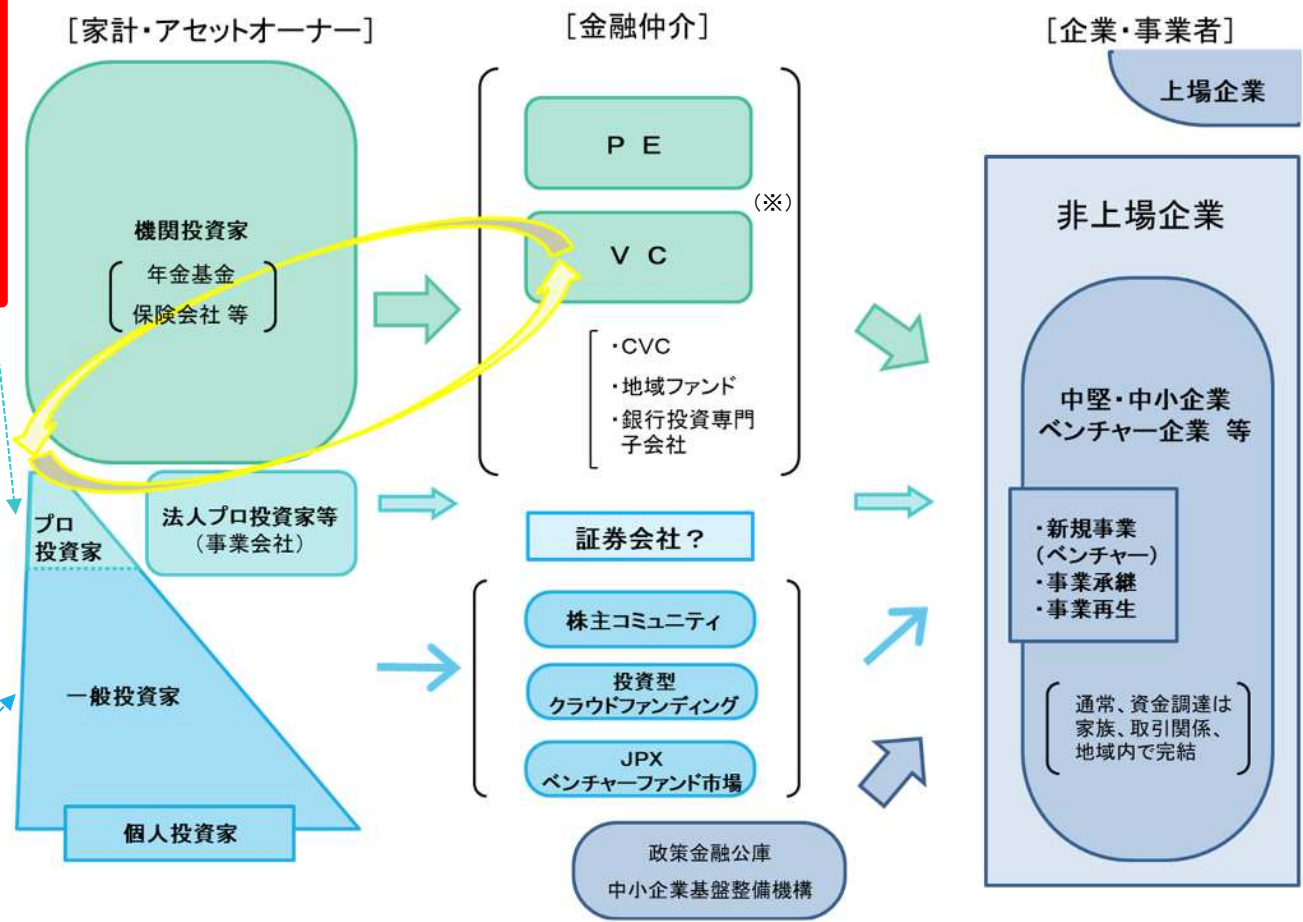 [家計・アセットオーナー]
[金融仲介]
[企業・事業者]
上場企業
機関投資家
年金基金
保険会社 等
ＰＥ
(※)
ＶＣ
・CVC
・地域ファンド
・銀行投資専門
子会社
非上場企業
中堅・中小企業
ベンチャー企業 等
・新規事業
(ベンチャー)
・事業承継
・事業再生
通常、資金調達は
家族、取引関係、
地域内で完結
プロ
投資家
法人プロ投資家等
(事業会社)
証券会社？
株主コミュニティ
投資型
クラウドファンディング
JPX
ベンチャーファンド市場
一般投資家
個人投資家
政策金融公庫
中小企業基盤整備機構